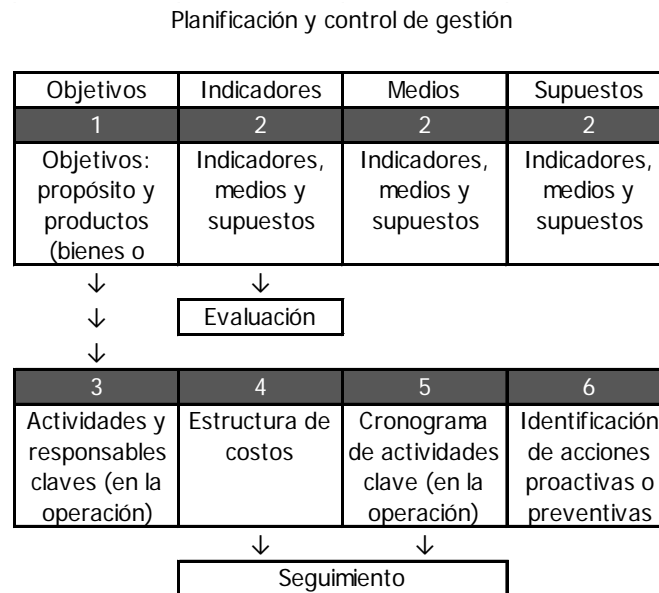 Planificación y control de gestión
Objetivos Indicadores Medios Supuestos
1 2 2 2
Objetivos: Indicadores, Indicadores, Indicadores,
propósito y medios y medios y medios y
productos supuestos supuestos supuestos
(bienes o
↓ ↓
↓ Evaluación
↓
3 4 5 6
Actividades y Estructura de Cronograma Identificación
responsables costos de actividades de acciones
claves (en la clave (en la proactivas o
operación) operación) preventivas
↓ ↓
Seguimiento